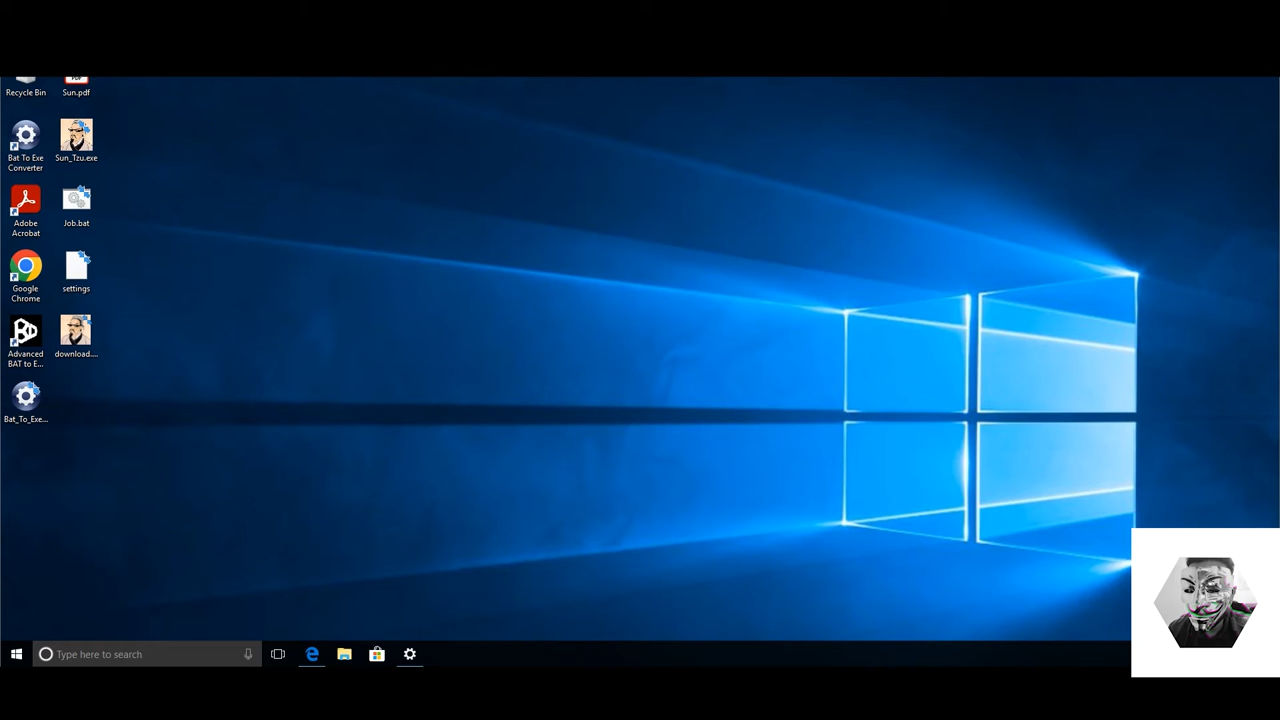 Recycle Bin
Sun.pdf
Bat To Exe
Converter
Sun_Tzu.exe
Adobe
Acrobat
Job.bat
Google
Chrome
settings
Advanced
BAT to E...
download....
Bat_To_Exe...
Type here to search